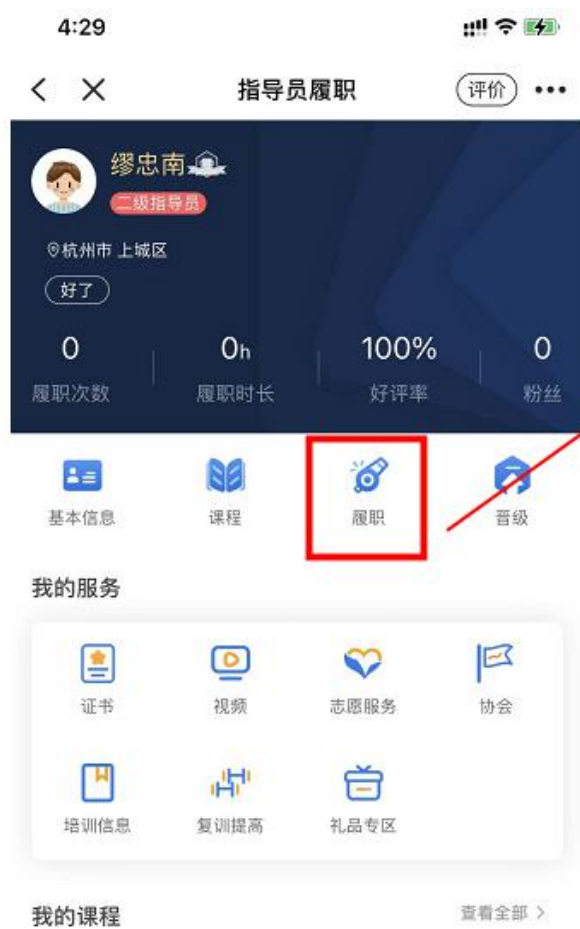 4:29
指导员履职 评价
缪忠南
二级指导员
杭州市 上城区
好了
0 0h 100% 0
履职次数 履职时长 好评率 粉丝
基本信息 课程 履职 晋级
我的服务
证书 视频 志愿服务 协会
培训信息 复训提高 礼品专区
我的课程 查看全部 >